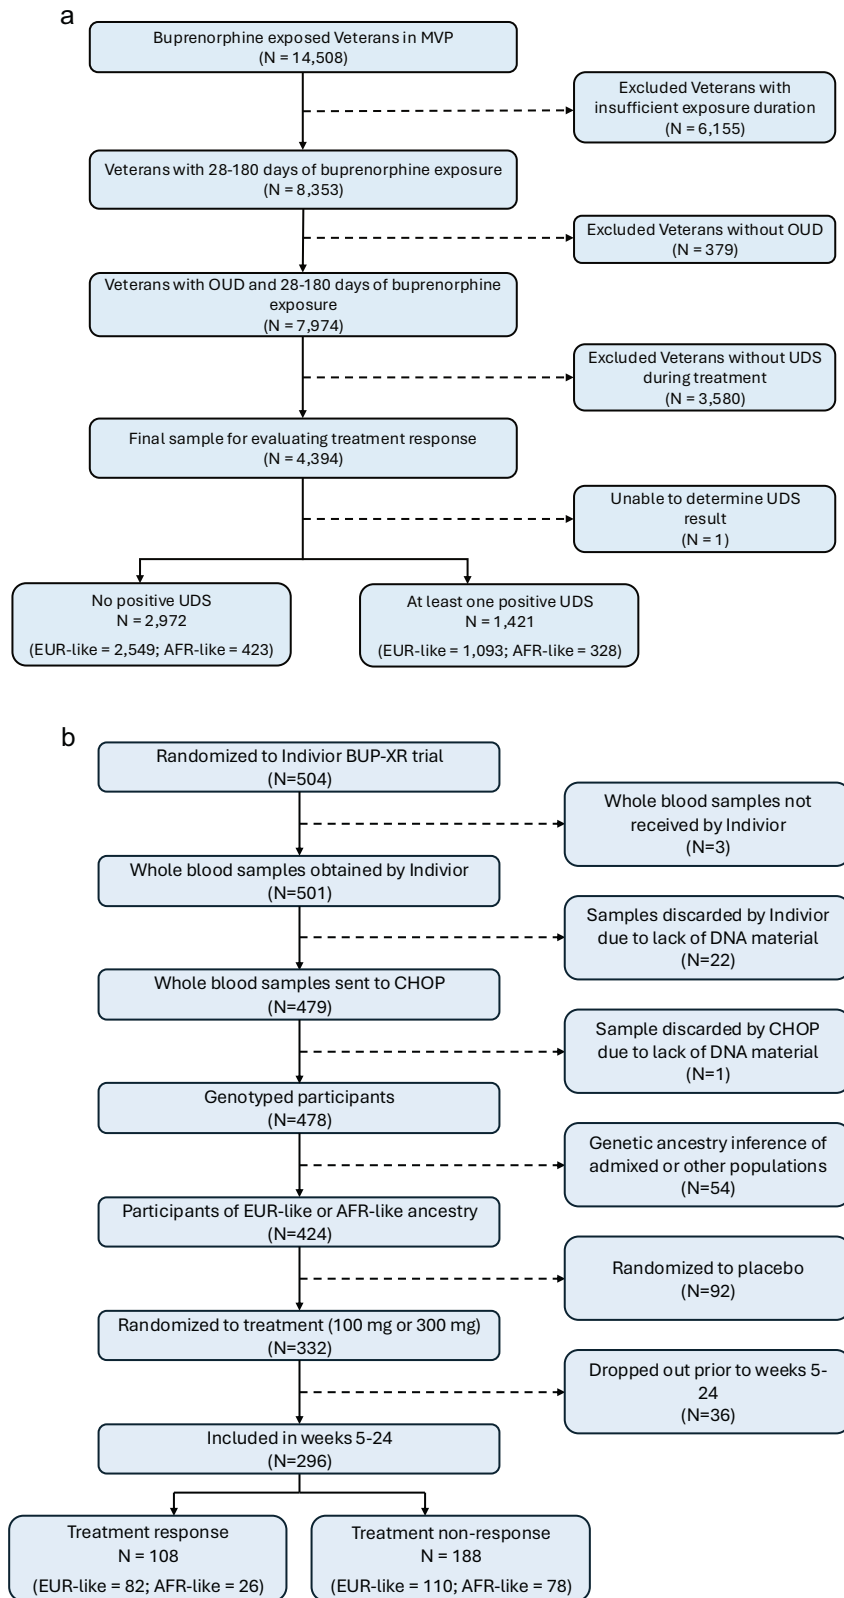 a
Buprenorphine exposed Veterans in MVP
(N = 14,508)
Excluded Veterans with
insufficient exposure duration
(N = 6,155)
Veterans with 28-180 days of buprenorphine exposure
(N = 8,353)
Excluded Veterans without OUD
(N = 379)
Veterans with OUD and 28-180 days of buprenorphine
exposure
(N = 7,974)
Excluded Veterans without UDS
during treatment
(N = 3,580)
Final sample for evaluating treatment response
(N = 4,394)
Unable to determine UDS
result
(N = 1)
No positive UDS
N = 2,972
(EUR-like = 2,549; AFR-like = 423)
At least one positive UDS
N = 1,421
(EUR-like = 1,093; AFR-like = 328)
b
Randomized to Indivior BUP-XR trial
(N=504)
Whole blood samples not
received by Indivior
(N=3)
Whole blood samples obtained by Indivior
(N=501)
Samples discarded by Indivior
due to lack of DNA material
(N=22)
Whole blood samples sent to CHOP
(N=479)
Sample discarded by CHOP
due to lack of DNA material
(N=1)
Genotyped participants
(N=478)
Genetic ancestry inference of
admixed or other populations
(N=54)
Participants of EUR-like or AFR-like ancestry
(N=424)
Randomized to placebo
(N=92)
Randomized to treatment (100 mg or 300 mg)
(N=332)
Dropped out prior to weeks 5-
24
(N=36)
Included in weeks 5-24
(N=296)
Treatment response
N = 108
(EUR-like = 82; AFR-like = 26)
Treatment non-response
N = 188
(EUR-like = 110; AFR-like = 78)